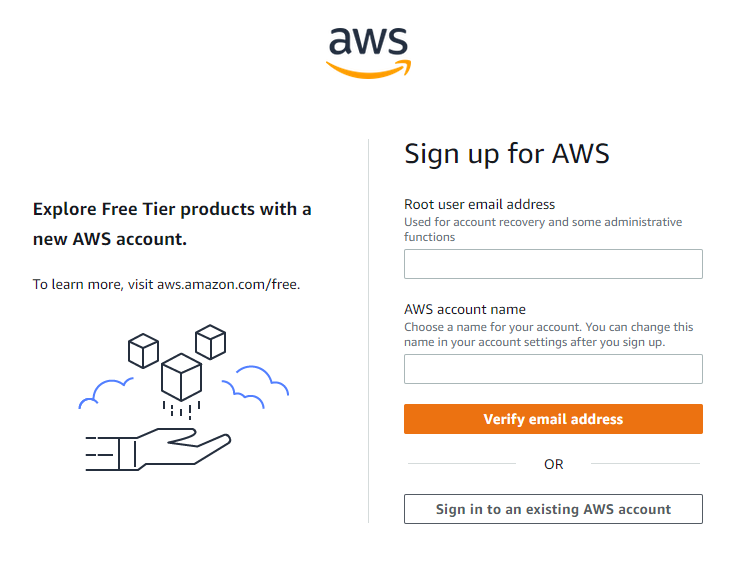 aws
Explore Free Tier products with a
new AWS account.
To learn more, visit aws.amazon.com/free.
Sign up for AWS
Root user email address
Used for account recovery and some administrative
functions
AWS account name
Choose a name for your account. You can change this
name in your account settings after you sign up.
Verify email address
OR
Sign in to an existing AWS account